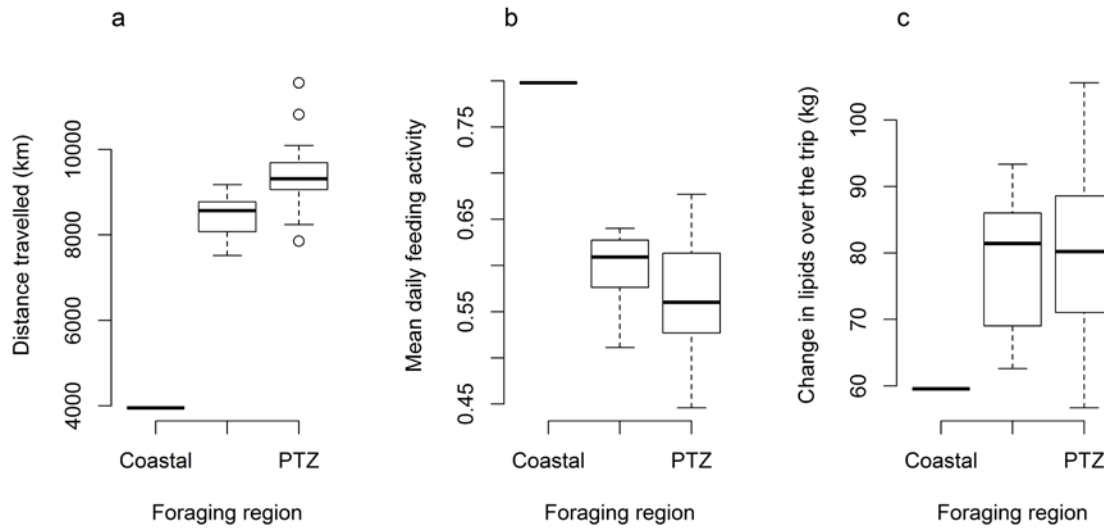 a
b
c
Distance travelled (km)
4000
6000
8000
10000
Coastal
PTZ
Foraging region
Mean daily feeding activity
0.45
0.55
0.65
0.75
Coastal
PTZ
Foraging region
Change in lipids over the trip (kg)
60
70
80
90
100
Coastal
PTZ
Foraging region